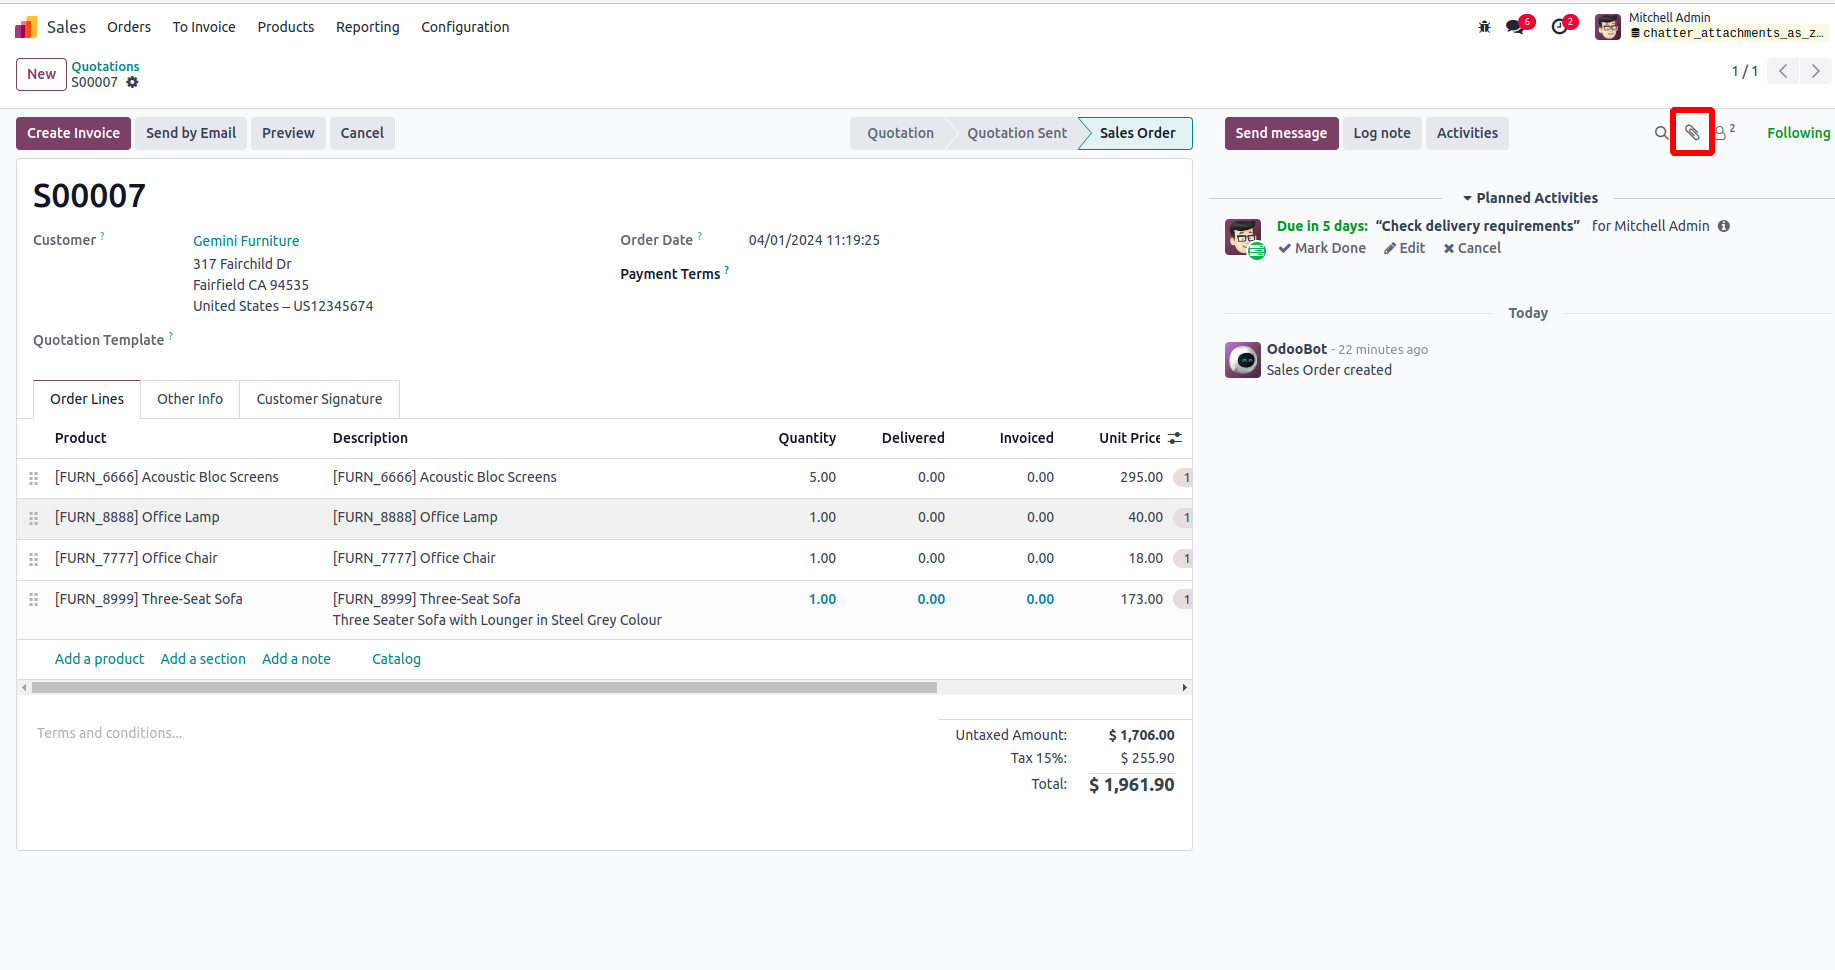 Sales Orders To Invoice Products Reporting Configuration 6 2 Mitchell Admin
chatter_attachments_as_z...
New Quotations
S00007
1 / 1
Create Invoice Send by Email Preview Cancel Quotation Quotation Sent Sales Order Send message Log note Activities 2 Following
S00007
Customer ? Gemini Furniture
317 Fairchild Dr
Fairfield CA 94535
United States – US12345674
Order Date ? 04/01/2024 11:19:25
Payment Terms ?
Quotation Template ?
Order Lines Other Info Customer Signature
Product Description Quantity Delivered Invoiced Unit Price
[FURN_6666] Acoustic Bloc Screens [FURN_6666] Acoustic Bloc Screens 5.00 0.00 0.00 295.00 1
[FURN_8888] Office Lamp [FURN_8888] Office Lamp 1.00 0.00 0.00 40.00 1
[FURN_7777] Office Chair [FURN_7777] Office Chair 1.00 0.00 0.00 18.00 1
[FURN_8999] Three-Seat Sofa [FURN_8999] Three-Seat Sofa 1.00 0.00 0.00 173.00 1
Three Seater Sofa with Lounger in Steel Grey Colour
Add a product Add a section Add a note Catalog
Terms and conditions...
Untaxed Amount: $ 1,706.00
Tax 15%: $ 255.90
Total: $ 1,961.90
Planned Activities
Due in 5 days: “Check delivery requirements” for Mitchell Admin
Mark Done Edit Cancel
Today
OdooBot - 22 minutes ago
Sales Order created